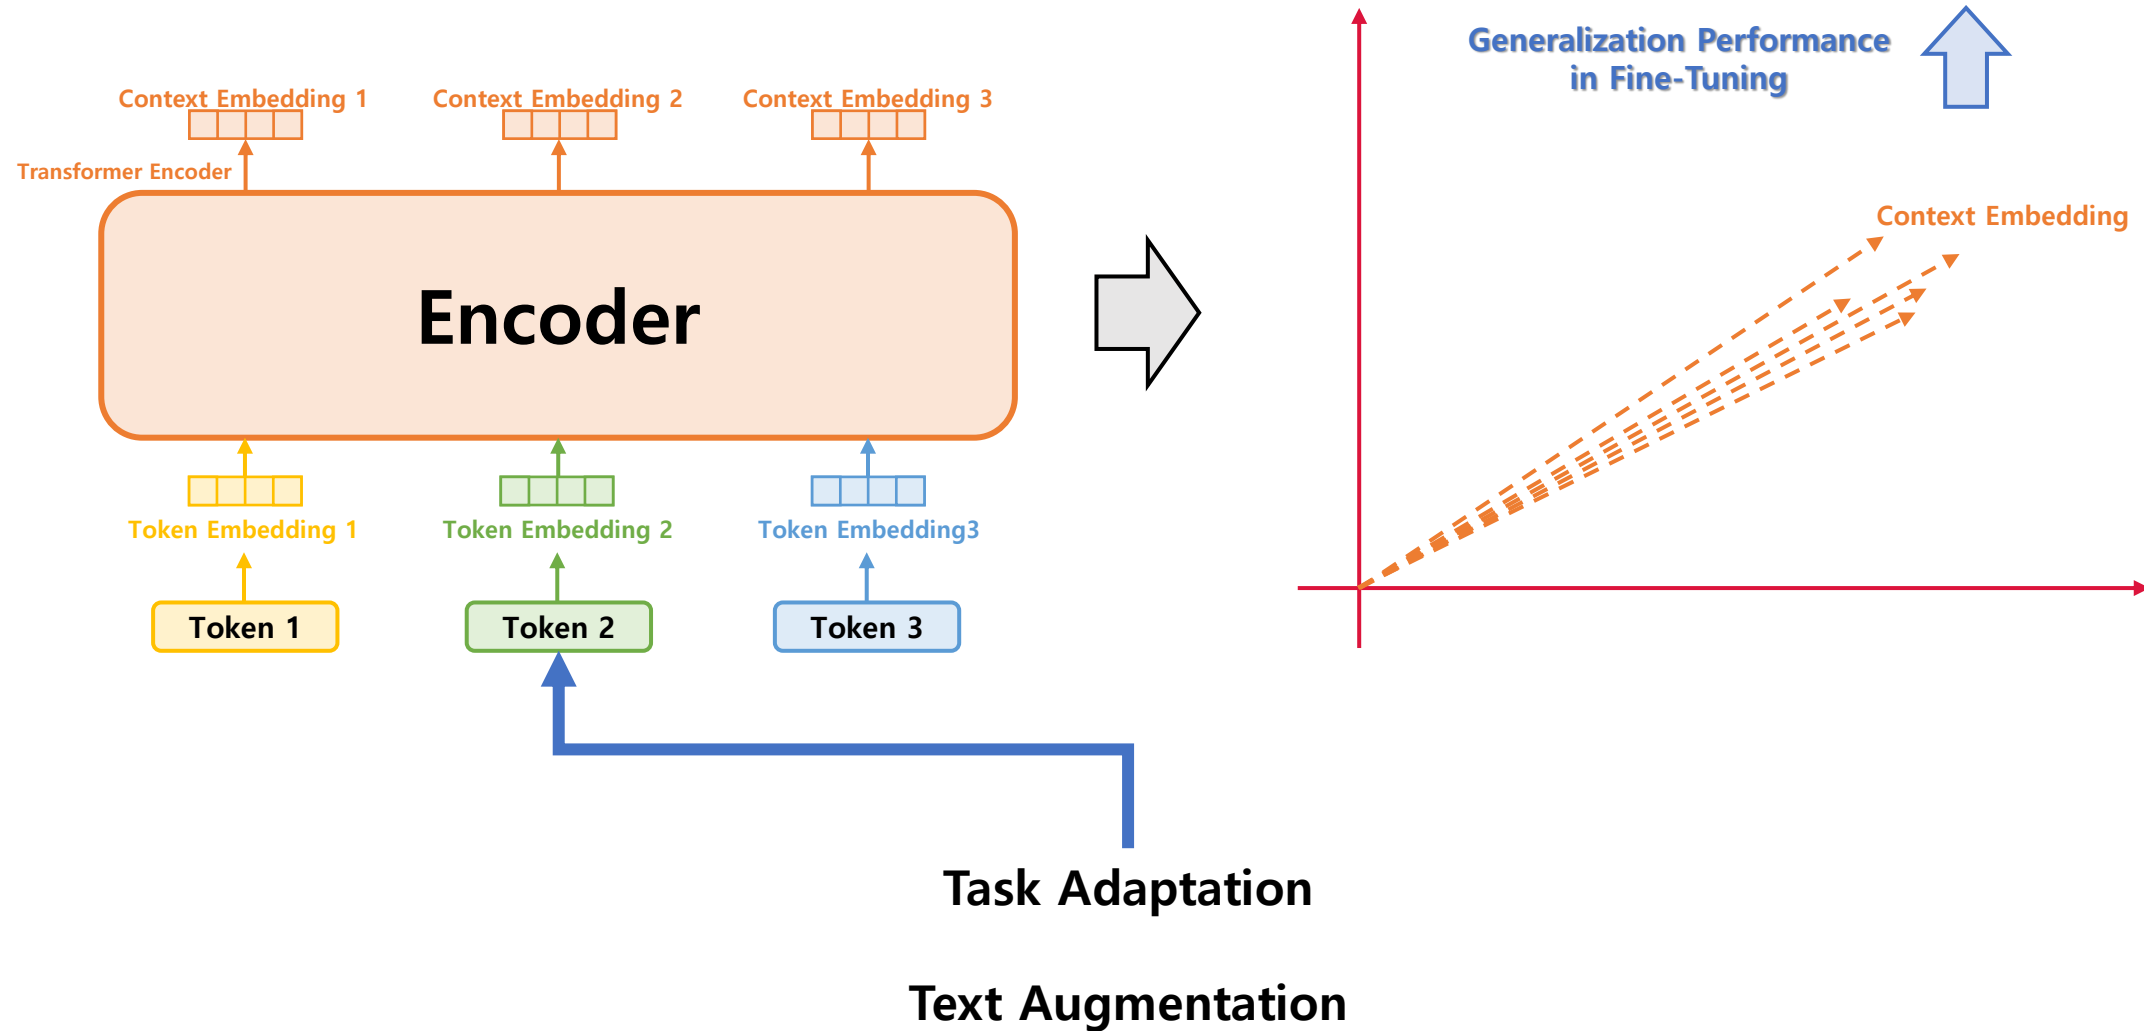 Generalization Performance
in Fine-Tuning
Context Embedding 1
Context Embedding 2
Context Embedding 3
Transformer Encoder
Context Embedding
Encoder
Token Embedding 1
Token Embedding 2
Token Embedding3
Token 1
Token 2
Token 3
Task Adaptation
Text Augmentation